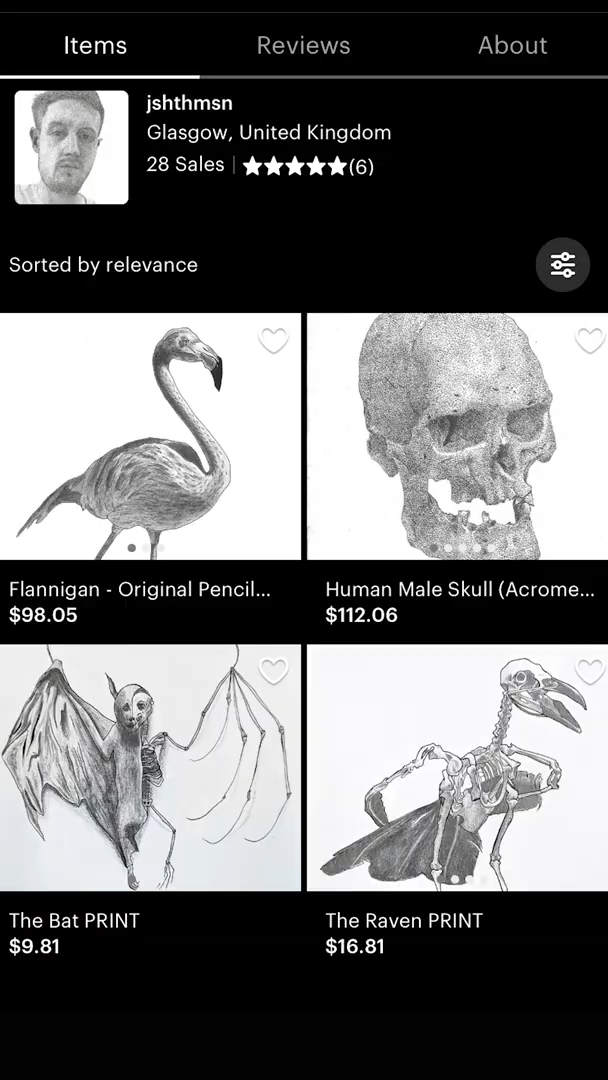 Items
Reviews
About
jshthmsn
Glasgow, United Kingdom
28 Sales | ★★★★★(6)
Sorted by relevance
Flannigan - Original Pencil...
$98.05
Human Male Skull (Acrome...
$112.06
The Bat PRINT
$9.81
The Raven PRINT
$16.81